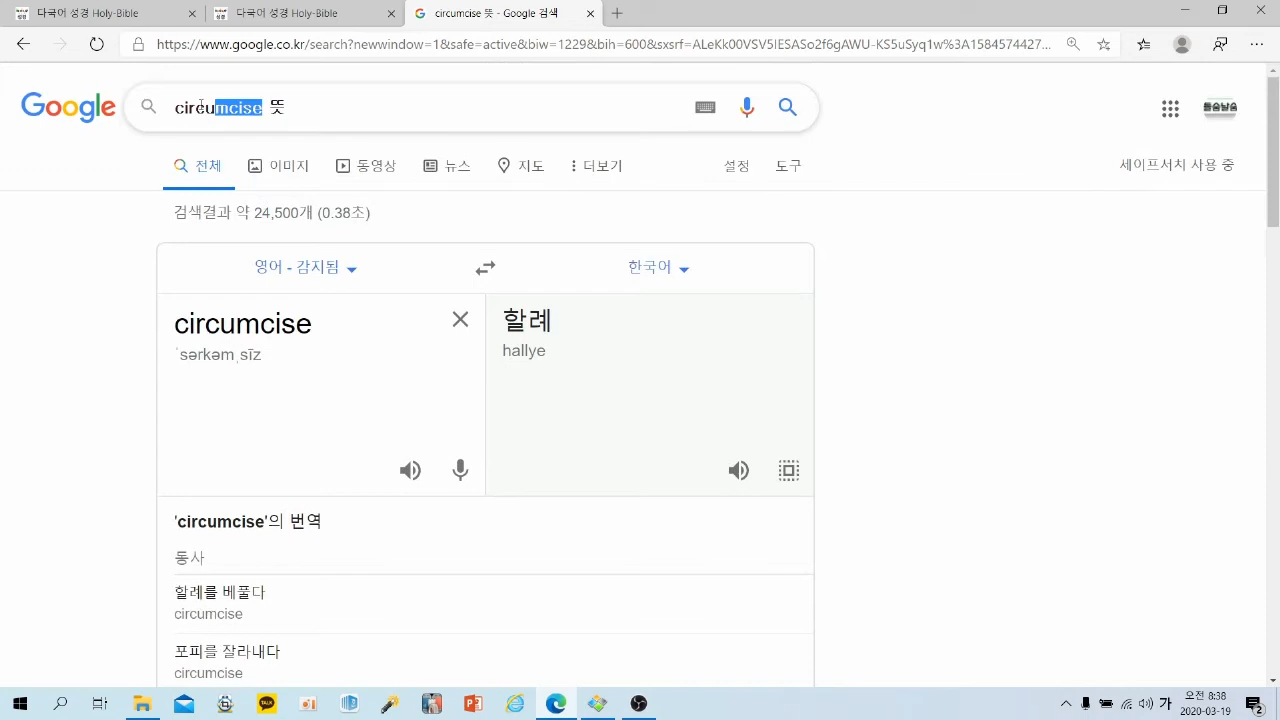 다국어 성경 Holy-Bible
다국어 성경 Holy-Bible
circumcise 뜻 - Google 검색
https://www.google.co.kr/search?newwindow=1&safe=active&biw=1229&bih=600&sxsrf=ALeKk00VSV5IESASo2f6gAWU-KS5uSyq1w%3A1584574427...
Google
circumcise 뜻
전체
이미지
동영상
뉴스
지도
더보기
설정
도구
세이프서치 사용 중
검색결과 약 24,500개 (0.38초)
영어 - 감지됨
한국어
circumcise
ˈsərkəmˌsīz
할례
hallye
'circumcise'의 번역
동사
할례를 베풀다
circumcise
포피를 잘라내다
circumcise
TALK
가
오전 8:38
2020-03-19
2